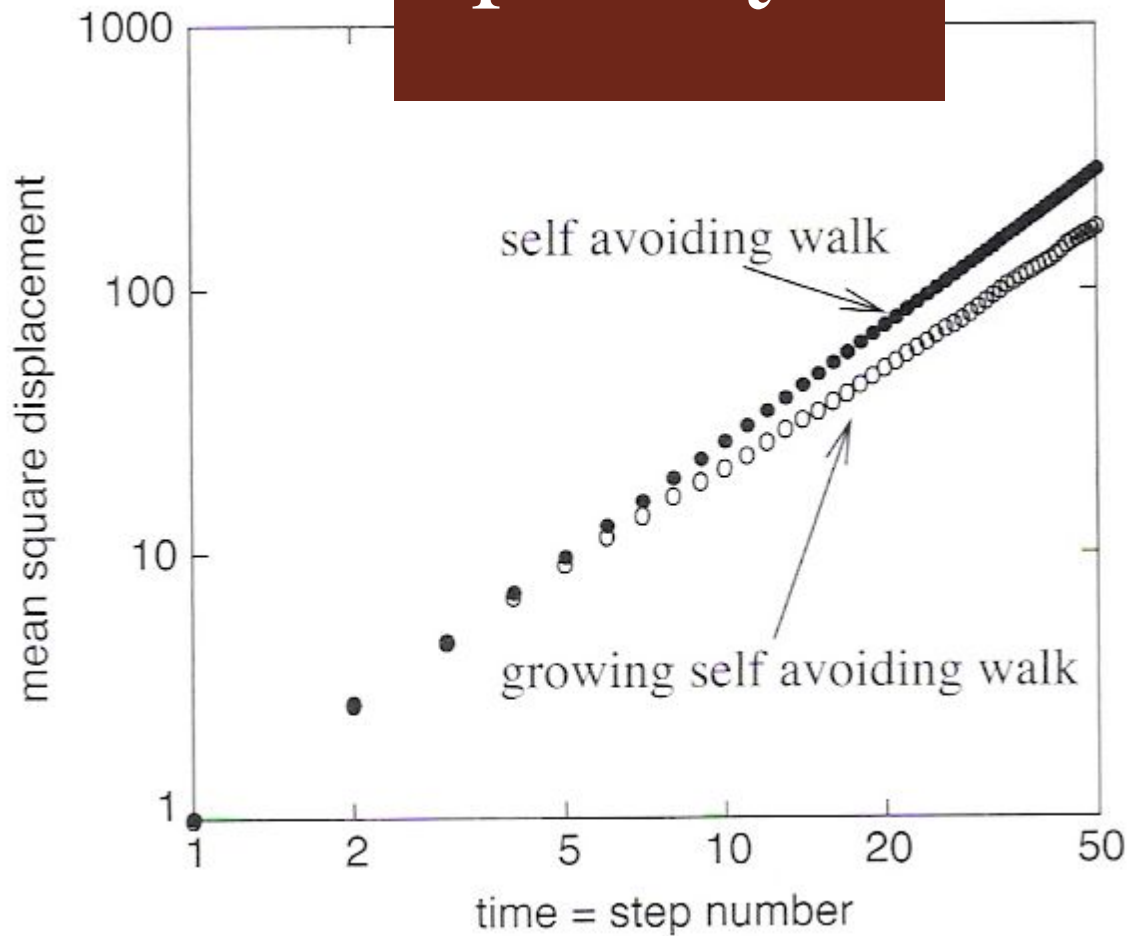 1000
100
10
1
mean square displacement
self avoiding walk
growing self avoiding walk
1 2 5 10 20 50
time = step number